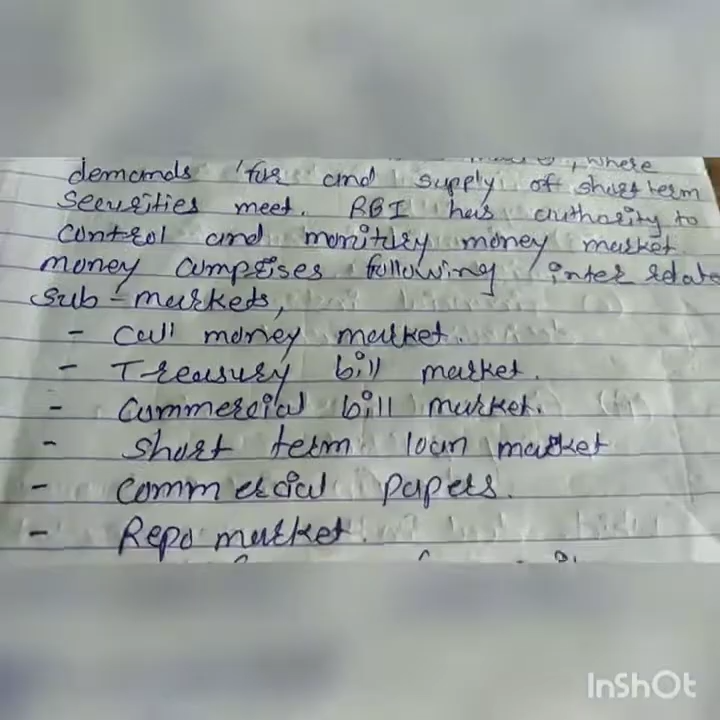 , where
demands for and supply of short term
securities meet. RBI has authority to
control and monitrey money market
money comprises following inter relate
sub-markets,
- Call money market.
- Treasury bill market.
- Commercial bill market.
- Short term loan market
- Commercial papers.
- Repo market.
InShOt